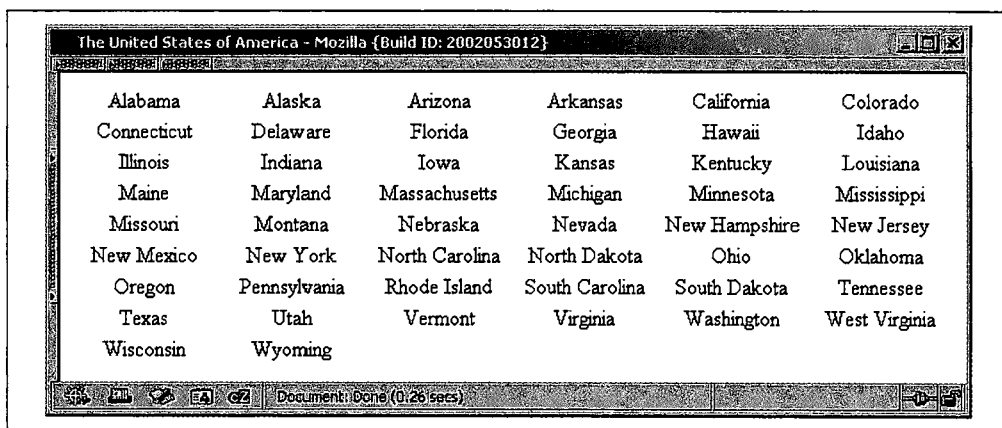 The United States of America - Mozilla {Build ID: 2002053012}
Alabama Alaska Arizona Arkansas California Colorado
Connecticut Delaware Florida Georgia Hawaii Idaho
Illinois Indiana Iowa Kansas Kentucky Louisiana
Maine Maryland Massachusetts Michigan Minnesota Mississippi
Missouri Montana Nebraska Nevada New Hampshire New Jersey
New Mexico New York North Carolina North Dakota Ohio Oklahoma
Oregon Pennsylvania Rhode Island South Carolina South Dakota Tennessee
Texas Utah Vermont Virginia Washington West Virginia
Wisconsin Wyoming
CZ Document: Done (0.26 secs)